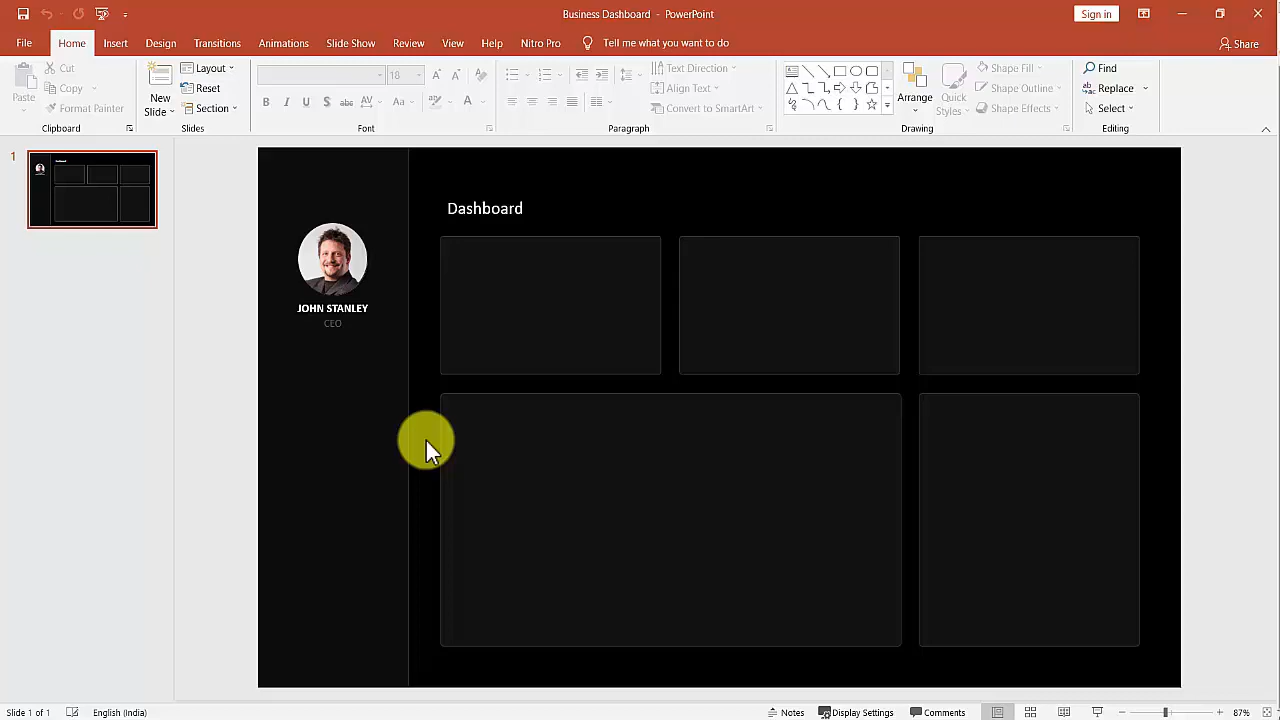 Business Dashboard - PowerPoint
Sign in
File Home Insert Design Transitions Animations Slide Show Review View Help Nitro Pro Tell me what you want to do Share
Paste
Cut
Copy
Format Painter
Clipboard
New Slide
Layout
Reset
Section
Slides
18
B I U S abc AV Aa A
Font
Text Direction
Align Text
Convert to SmartArt
Paragraph
Arrange
Quick Styles
Shape Fill
Shape Outline
Shape Effects
Drawing
Find
Replace
Select
Editing
1
Dashboard
JOHN STANLEY
CEO
Slide 1 of 1 English (India) Notes Display Settings Comments 87%